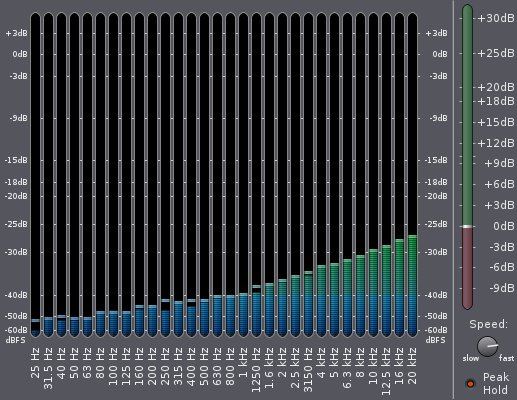 +3dB
0dB
-3dB
-9dB
-15dB
-18dB
-20dB
-25dB
-30dB
-40dB
-50dB
-60dB
dBFS
25 Hz
31.5 Hz
40 Hz
50 Hz
63 Hz
80 Hz
100 Hz
125 Hz
160 Hz
200 Hz
250 Hz
315 Hz
400 Hz
500 Hz
630 Hz
800 Hz
1 kHz
1250 Hz
1.6 kHz
2 kHz
2.5 kHz
3150 Hz
4 kHz
5 kHz
6.3 kHz
8 kHz
10 kHz
12.5 kHz
16 kHz
20 kHz
+3dB
0dB
-3dB
-9dB
-15dB
-18dB
-20dB
-25dB
-30dB
-40dB
-50dB
-60dB
dBFS
+30dB
+25dB
+20dB
+18dB
+15dB
+12dB
+9dB
+6dB
+3dB
0dB
-3dB
-6dB
-9dB
Speed:
slow fast
Peak
Hold